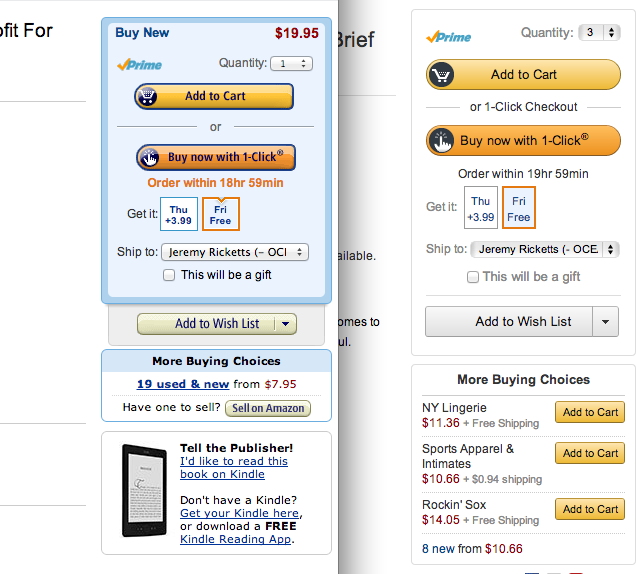 ofit For
Buy New $19.95
Prime
Quantity: 1
Add to Cart
or
Buy now with 1-Click®
Order within 18hr 59min
Get it:
Thu
+3.99
Fri
Free
Ship to: Jeremy Ricketts (- OCI
This will be a gift
Add to Wish List
More Buying Choices
19 used & new from $7.95
Have one to sell? Sell on Amazon
Tell the Publisher!
I'd like to read this
book on Kindle
Don't have a Kindle?
Get your Kindle here,
or download a FREE
Kindle Reading App.
Brief
ailable.
omes to
ul.
Prime
Quantity: 3
Add to Cart
or 1-Click Checkout
Buy now with 1-Click®
Order within 19hr 59min
Get it:
Thu
+3.99
Fri
Free
Ship to: Jeremy Ricketts (- OCE.
This will be a gift
Add to Wish List
More Buying Choices
NY Lingerie
$11.36 + Free Shipping
Add to Cart
Sports Apparel &
Intimates
$10.66 + $0.94 shipping
Add to Cart
Rockin' Sox
$14.05 + Free Shipping
Add to Cart
8 new from $10.66